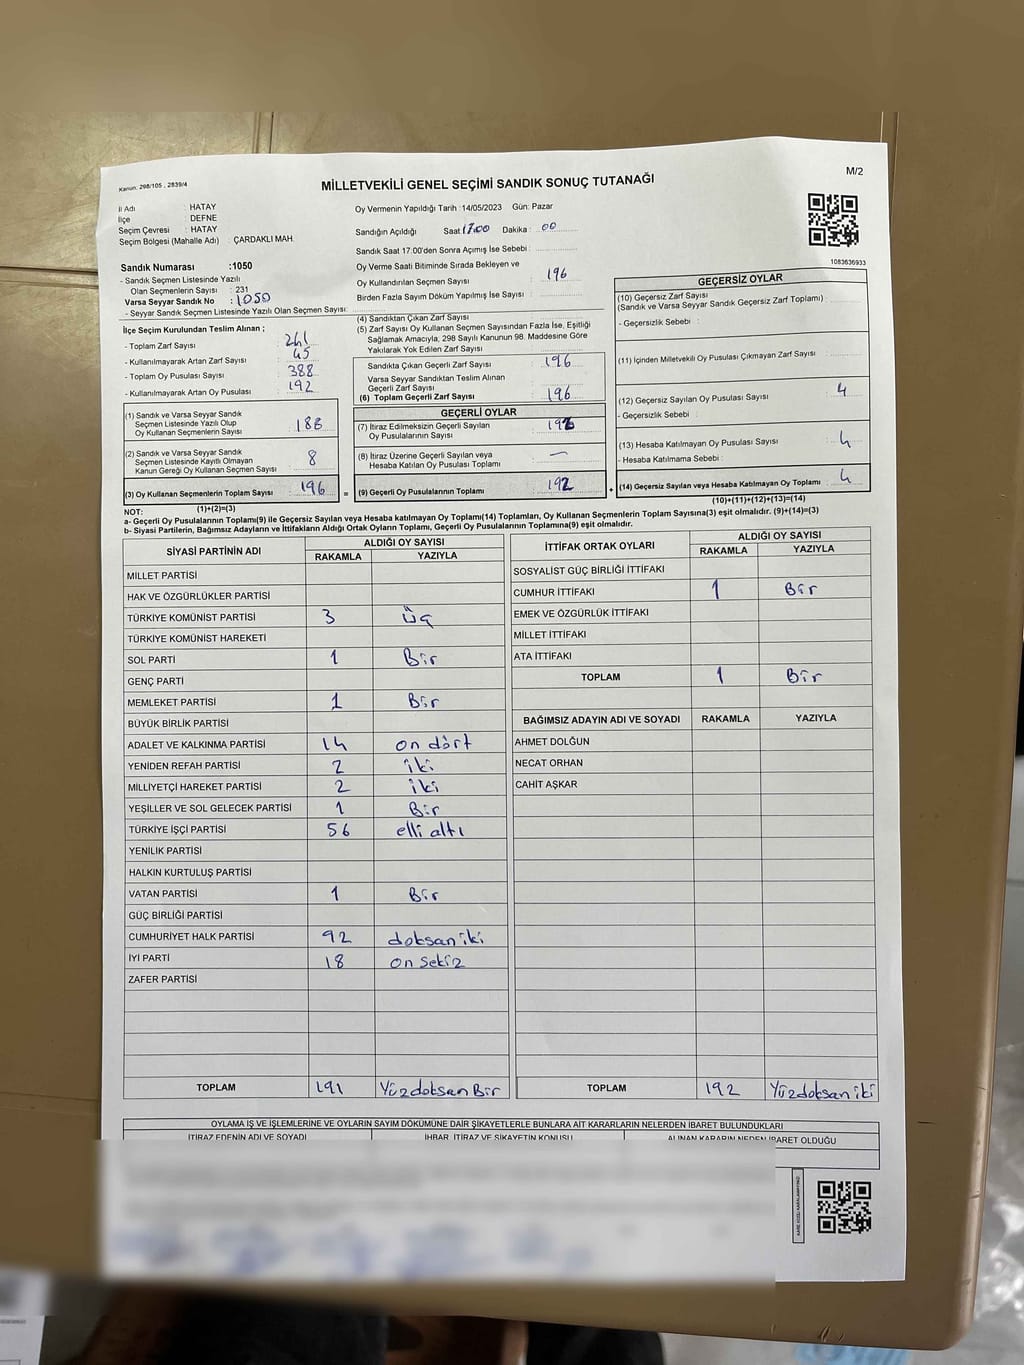 Kanun: 298/105 , 2839/4
M/2
MİLLETVEKİLİ GENEL SEÇİMİ SANDIK SONUÇ TUTANAĞI
İl Adı : HATAY
İlçe : DEFNE
Seçim Çevresi : HATAY
Seçim Bölgesi (Mahalle Adı) : ÇARDAKLI MAH.
Oy Vermenin Yapıldığı Tarih :14/05/2023 Gün: Pazar
Sandığın Açıldığı Saat 17.00 Dakika : 00
Sandık Saat 17.00'den Sonra Açımış İse Sebebi :
Oy Verme Saati Bitiminde Sırada Bekleyen ve
Oy Kullandırılan Seçmen Sayısı : 196
Birden Fazla Sayım Döküm Yapılmış İse Sayısı :
1083636933
Sandık Numarası :1050
- Sandık Seçmen Listesinde Yazılı
Olan Seçmenlerin Sayısı : 231
Varsa Seyyar Sandık No : 1050
- Seyyar Sandık Seçmen Listesinde Yazılı Olan Seçmen Sayısı:
İlçe Seçim Kurulundan Teslim Alınan ;
- Toplam Zarf Sayısı : 241
- Kullanılmayarak Artan Zarf Sayısı : 45
- Toplam Oy Pusulası Sayısı : 388
- Kullanılmayarak Artan Oy Pusulası : 192
(1) Sandık ve Varsa Seyyar Sandık
Seçmen Listesinde Yazılı Olup
Oy Kullanan Seçmenlerin Sayısı : 188
(2) Sandık ve Varsa Seyyar Sandık
Seçmen Listesinde Kayıtlı Olmayan
Kanun Gereği Oy Kullanan Seçmen Sayısı : 8
(3) Oy Kullanan Seçmenlerin Toplam Sayısı : 196
(1)+(2)=(3)
(4) Sandıktan Çıkan Zarf Sayısı
(5) Zarf Sayısı Oy Kullanan Seçmen Sayısından Fazla İse, Eşitliği
Sağlamak Amacıyla, 298 Sayılı Kanunun 98. Maddesine Göre
Yakılarak Yok Edilen Zarf Sayısı :
Sandıkta Çıkan Geçerli Zarf Sayısı : 196
Varsa Seyyar Sandıktan Teslim Alınan
Geçerli Zarf Sayısı
(6) Toplam Geçerli Zarf Sayısı : 196
GEÇERLİ OYLAR
(7) İtiraz Edilmeksizin Geçerli Sayılan
Oy Pusulalarının Sayısı : 192
(8) İtiraz Üzerine Geçerli Sayılan veya
Hesaba Katılan Oy Pusulası Toplamı : —
= (9) Geçerli Oy Pusulalarının Toplamı : 192 +
GEÇERSİZ OYLAR
(10) Geçersiz Zarf Sayısı
(Sandık ve Varsa Seyyar Sandık Geçersiz Zarf Toplamı) :
- Geçersizlik Sebebi :
(11) İçinden Milletvekili Oy Pusulası Çıkmayan Zarf Sayısı :
(12) Geçersiz Sayılan Oy Pusulası Sayısı : 4
- Geçersizlik Sebebi :
(13) Hesaba Katılmayan Oy Pusulası Sayısı : 4
- Hesaba Katılmama Sebebi :
(14) Geçersiz Sayılan veya Hesaba Katılmayan Oy Toplamı : 4
(10)+(11)+(12)+(13)=(14)
NOT:
a- Geçerli Oy Pusulalarının Toplamı(9) ile Geçersiz Sayılan veya Hesaba katılmayan Oy Toplamı(14) Toplamları, Oy Kullanan Seçmenlerin Toplam Sayısına(3) eşit olmalıdır. (9)+(14)=(3)
b- Siyasi Partilerin, Bağımsız Adayların ve İttifakların Aldığı Ortak Oyların Toplamı, Geçerli Oy Pusulalarının Toplamına(9) eşit olmalıdır.
SİYASİ PARTİNİN ADI ALDIĞI OY SAYISI
RAKAMLA YAZIYLA
MİLLET PARTİSİ
HAK VE ÖZGÜRLÜKLER PARTİSİ
TÜRKİYE KOMÜNİST PARTİSİ 3 üç
TÜRKİYE KOMÜNİST HAREKETİ
SOL PARTİ 1 Bir
GENÇ PARTİ
MEMLEKET PARTİSİ 1 Bir
BÜYÜK BİRLİK PARTİSİ
ADALET VE KALKINMA PARTİSİ 14 on dört
YENİDEN REFAH PARTİSİ 2 iki
MİLLİYETÇİ HAREKET PARTİSİ 2 iki
YEŞİLLER VE SOL GELECEK PARTİSİ 1 Bir
TÜRKİYE İŞÇİ PARTİSİ 56 elli altı
YENİLİK PARTİSİ
HALKIN KURTULUŞ PARTİSİ
VATAN PARTİSİ 1 Bir
GÜÇ BİRLİĞİ PARTİSİ
CUMHURİYET HALK PARTİSİ 92 doksan iki
İYİ PARTİ 18 on sekiz
ZAFER PARTİSİ
TOPLAM 191 Yüzdoksan Bir
İTTİFAK ORTAK OYLARI ALDIĞI OY SAYISI
RAKAMLA YAZIYLA
SOSYALİST GÜÇ BİRLİĞİ İTTİFAKI
CUMHUR İTTİFAKI 1 Bir
EMEK VE ÖZGÜRLÜK İTTİFAKI
MİLLET İTTİFAKI
ATA İTTİFAKI
TOPLAM 1 Bir
BAĞIMSIZ ADAYIN ADI VE SOYADI RAKAMLA YAZIYLA
AHMET DOLĞUN
NECAT ORHAN
CAHİT AŞKAR
TOPLAM 192 Yüzdoksan iki
OYLAMA İŞ VE İŞLEMLERİNE VE OYLARIN SAYIM DÖKÜMÜNE DAİR ŞİKAYETLERLE BUNLARA AİT KARARLARIN NELERDEN İBARET BULUNDUKLARI
İTİRAZ EDENİN ADI VE SOYADI İHBAR, İTİRAZ VE ŞİKAYETİN KONUSU ALINAN KARARIN NEDEN İBARET OLDUĞU